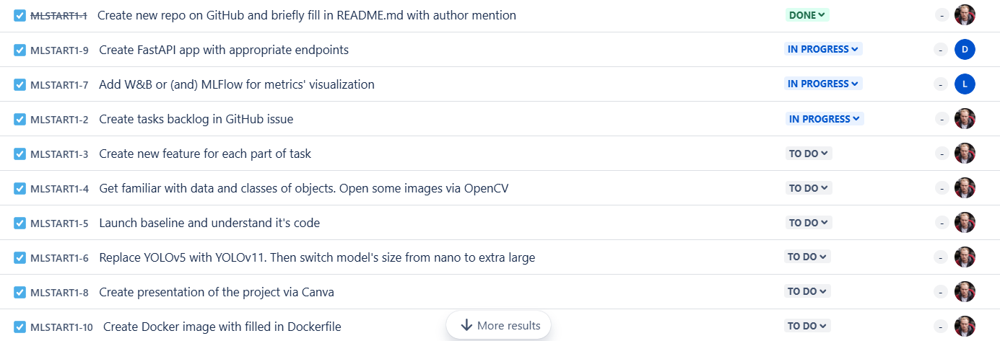 MLSTART1-1 Create new repo on GitHub and briefly fill in README.md with author mention DONE -
MLSTART1-9 Create FastAPI app with appropriate endpoints IN PROGRESS - D
MLSTART1-7 Add W&B or (and) MLFlow for metrics' visualization IN PROGRESS - L
MLSTART1-2 Create tasks backlog in GitHub issue IN PROGRESS -
MLSTART1-3 Create new feature for each part of task TO DO -
MLSTART1-4 Get familiar with data and classes of objects. Open some images via OpenCV TO DO -
MLSTART1-5 Launch baseline and understand it's code TO DO -
MLSTART1-6 Replace YOLOv5 with YOLOv11. Then switch model's size from nano to extra large TO DO -
MLSTART1-8 Create presentation of the project via Canva TO DO -
MLSTART1-10 Create Docker image with filled in Dockerfile TO DO -
More results